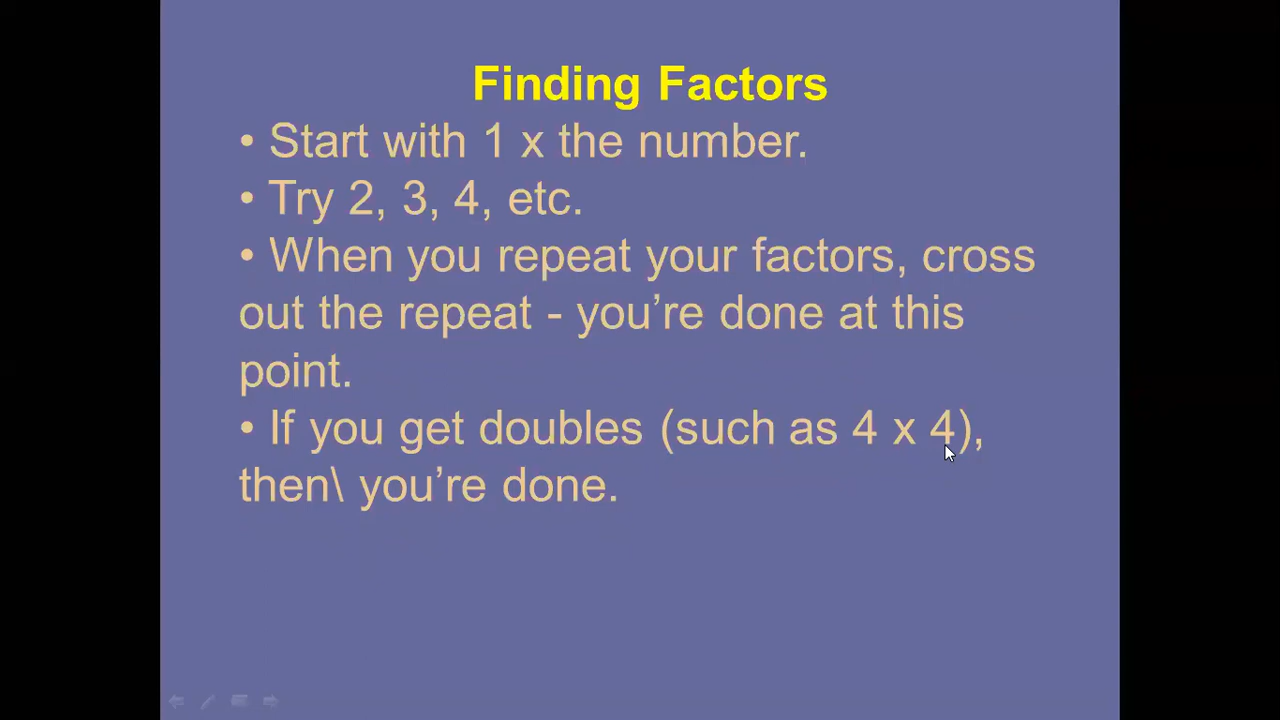 Finding Factors
• Start with 1 x the number.
• Try 2, 3, 4, etc.
• When you repeat your factors, cross
out the repeat - you’re done at this
point.
• If you get doubles (such as 4 x 4),
then\ you’re done.